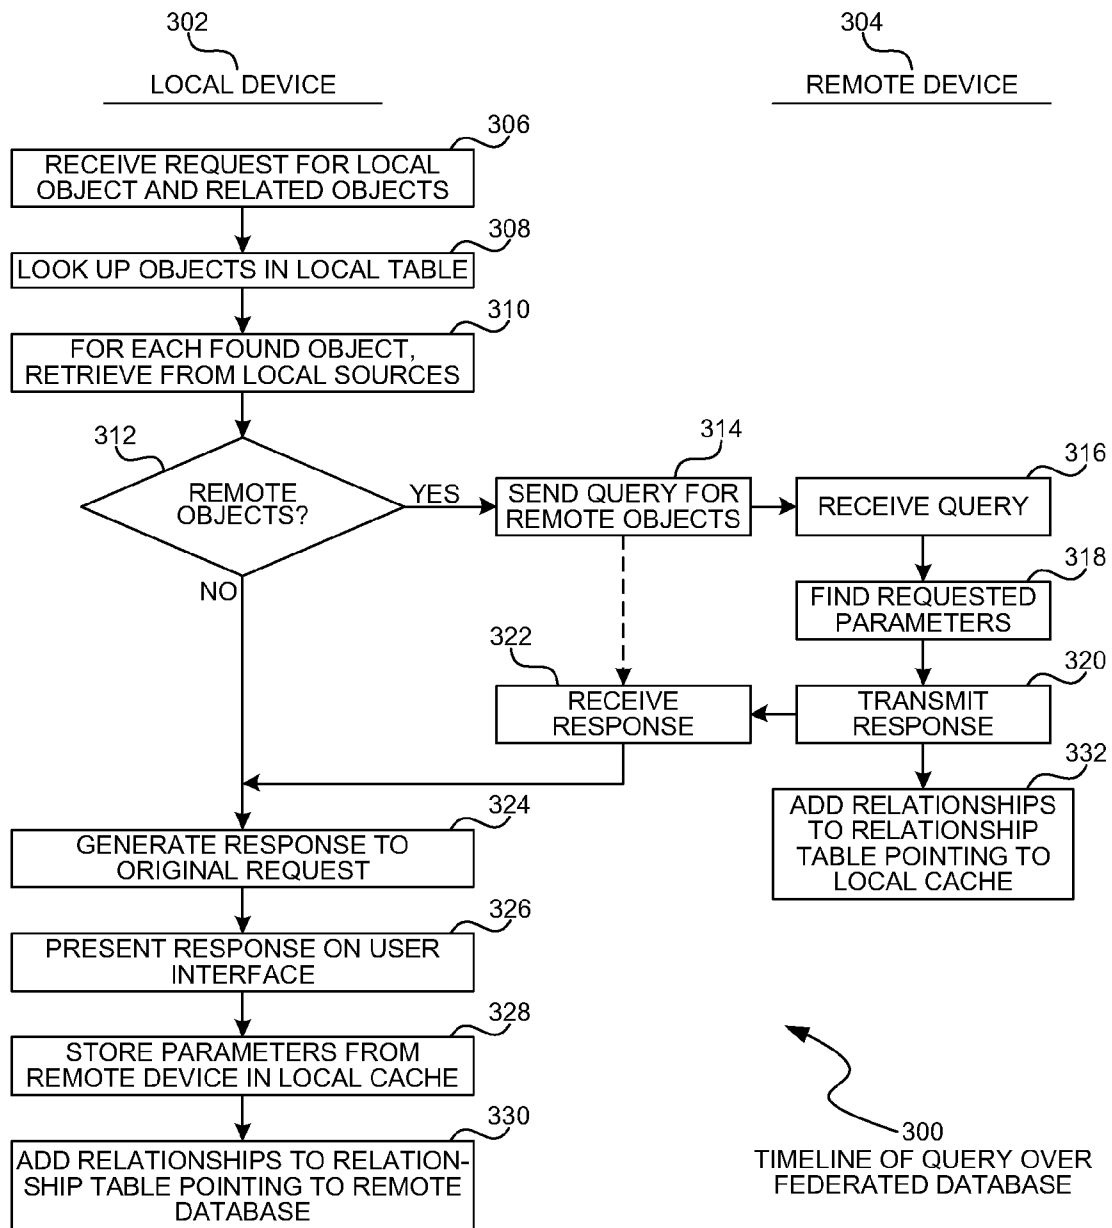 302
LOCAL DEVICE
304
REMOTE DEVICE
306
RECEIVE REQUEST FOR LOCAL
OBJECT AND RELATED OBJECTS
308
LOOK UP OBJECTS IN LOCAL TABLE
310
FOR EACH FOUND OBJECT,
RETRIEVE FROM LOCAL SOURCES
312
REMOTE
OBJECTS?
YES
NO
314
SEND QUERY FOR
REMOTE OBJECTS
316
RECEIVE QUERY
318
FIND REQUESTED
PARAMETERS
320
TRANSMIT
RESPONSE
322
RECEIVE
RESPONSE
332
ADD RELATIONSHIPS
TO RELATIONSHIP
TABLE POINTING TO
LOCAL CACHE
324
GENERATE RESPONSE TO
ORIGINAL REQUEST
326
PRESENT RESPONSE ON USER
INTERFACE
328
STORE PARAMETERS FROM
REMOTE DEVICE IN LOCAL CACHE
330
ADD RELATIONSHIPS TO RELATION-
SHIP TABLE POINTING TO REMOTE
DATABASE
300
TIMELINE OF QUERY OVER
FEDERATED DATABASE